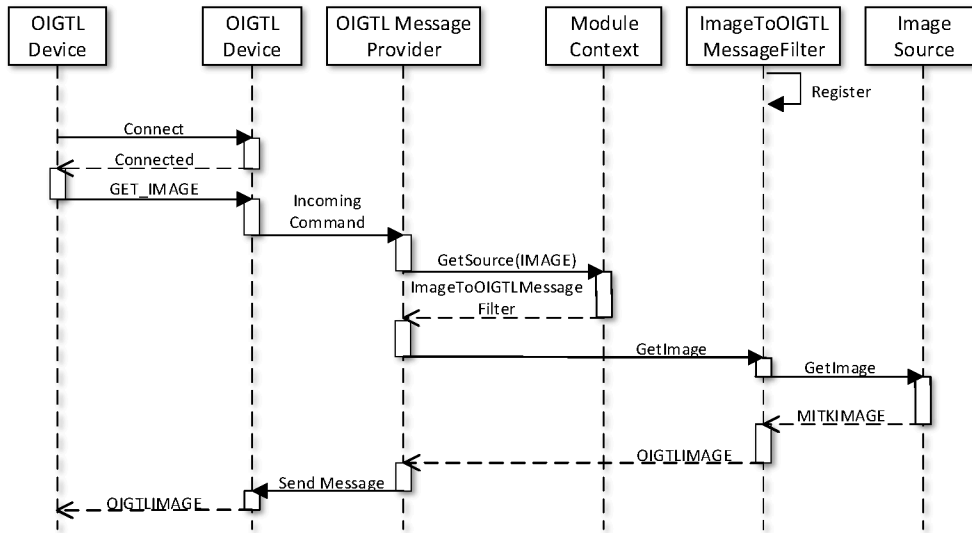 OIGTL
Device
OIGTL
Device
OIGTL Message
Provider
Module
Context
ImageToOIGTL
MessageFilter
Image
Source
Register
Connect
Connected
GET_IMAGE
Incoming
Command
GetSource(IMAGE)
ImageToOIGTLMessage
Filter
GetImage
GetImage
MITKIMAGE
OIGTLIMAGE
Send Message
OIGTLIMAGE